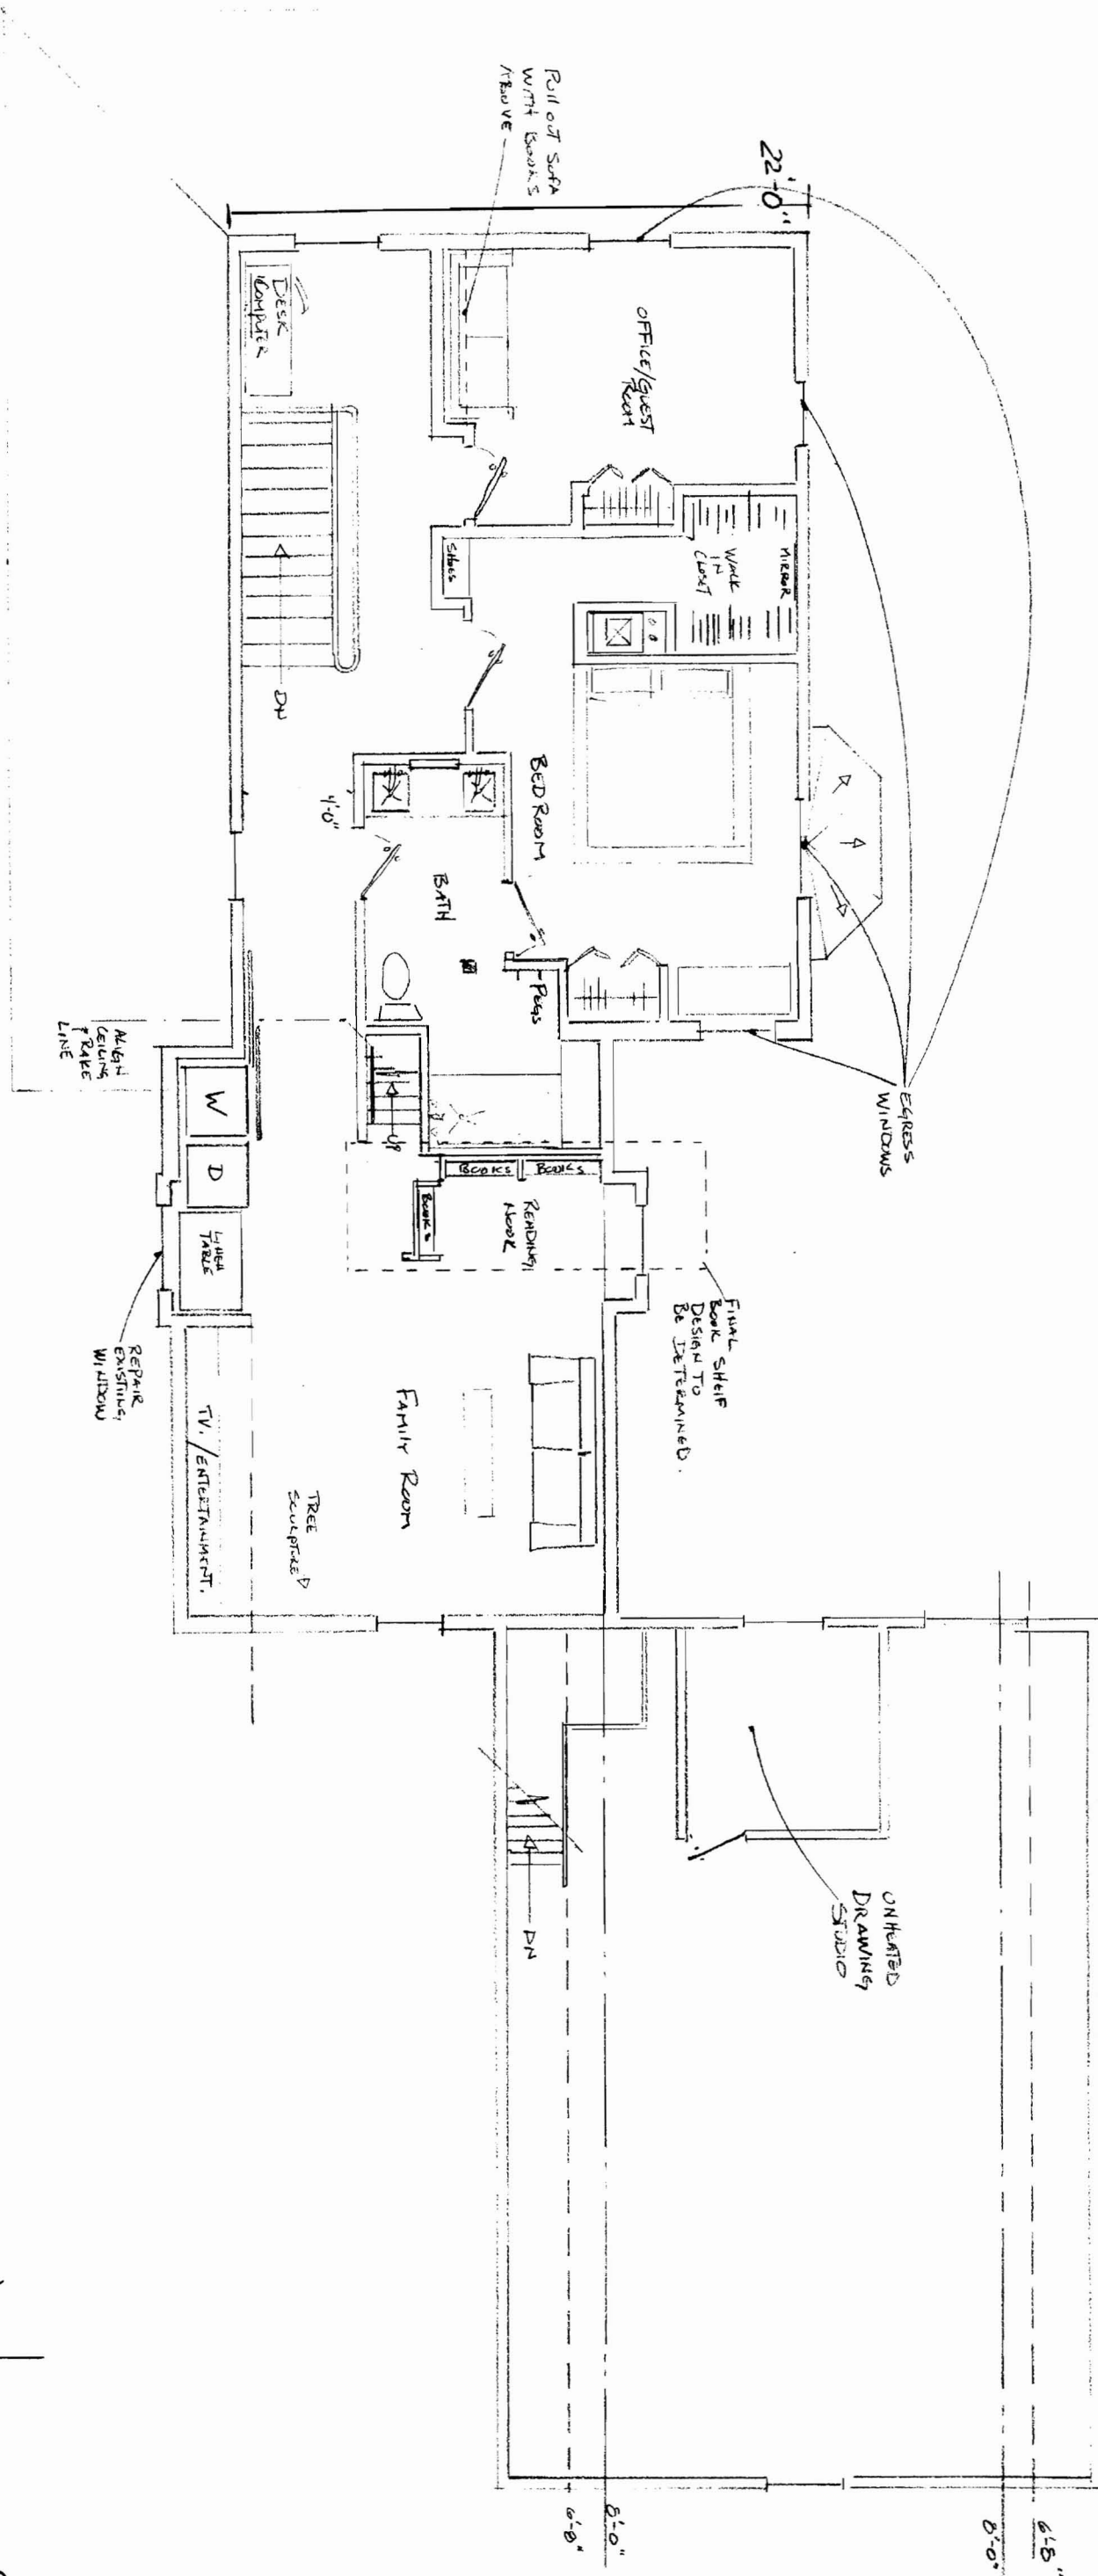 Pull out SOFA
WITH BOOKS
ABOVE
22'-0"
OFFICE/GUEST
ROOM
DESK
COMPUTER
SHOES
MIRROR
WALK
IN
CLOSET
DN
BEDROOM
4'-0"
BATH
PEGS
EGRESS
WINDOWS
ALIGN
CEILING
& RAKE
LINE
W
D
LINEN
TABLE
UP
BOOKS
BOOKS
BOOKS
READING
NOOK
FINAL
BOOK SHELF
DESIGN TO
BE DETERMINED.
REPAIR
EXISTING
WINDOW
T.V. / ENTERTAINMENT.
FAMILY ROOM
TREE
SCULPTURED
UNHEATED
DRAWING
STUDIO
DN
6'-8"
8'-0"
8'-0"
6'-8"